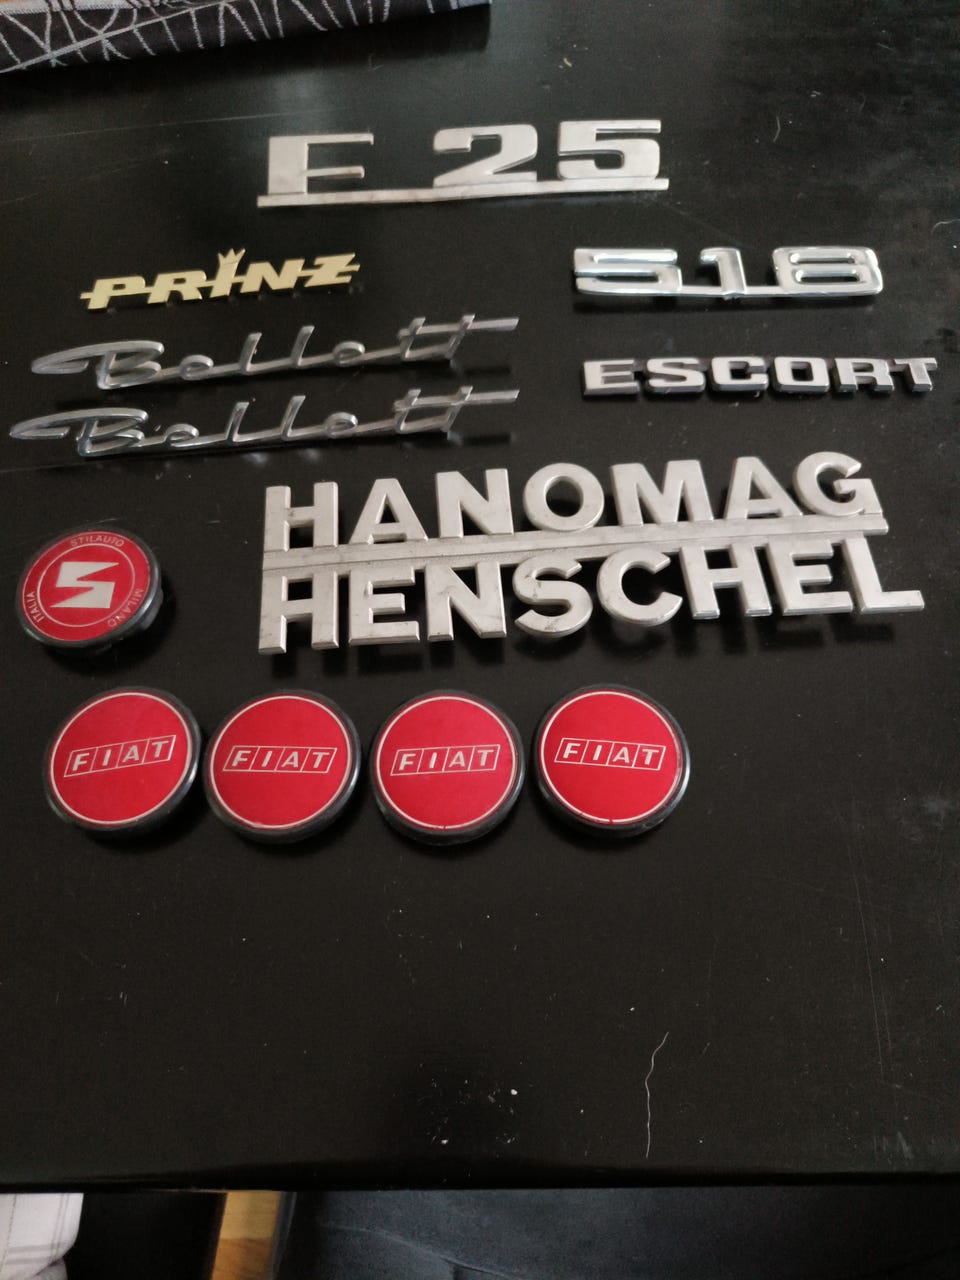 F 25
PRINZ
518
Bellett
ESCORT
Bellett
HANOMAG
HENSCHEL
STILAUTO
ITALIA
MILANO
FIAT
FIAT
FIAT
FIAT